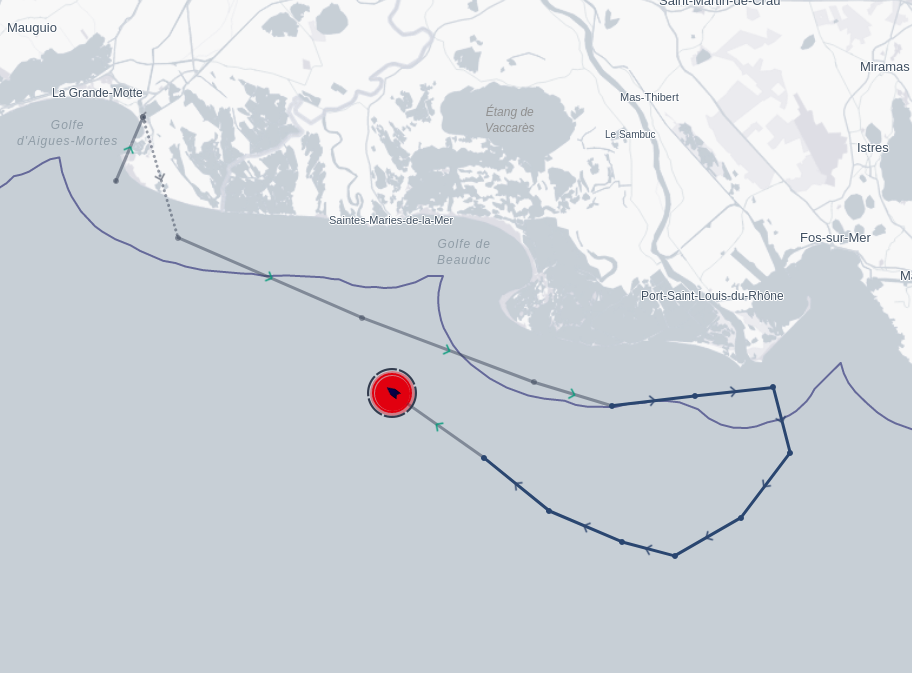 Saint-Martin-de-Crau
Mauguio
Miramas
La Grande-Motte
Mas-Thibert
Étang de
Vaccarès
Golfe
d'Aigues-Mortes
Le Sambuc
Istres
Saintes-Maries-de-la-Mer
Fos-sur-Mer
Golfe de
Beauduc
Port-Saint-Louis-du-Rhône